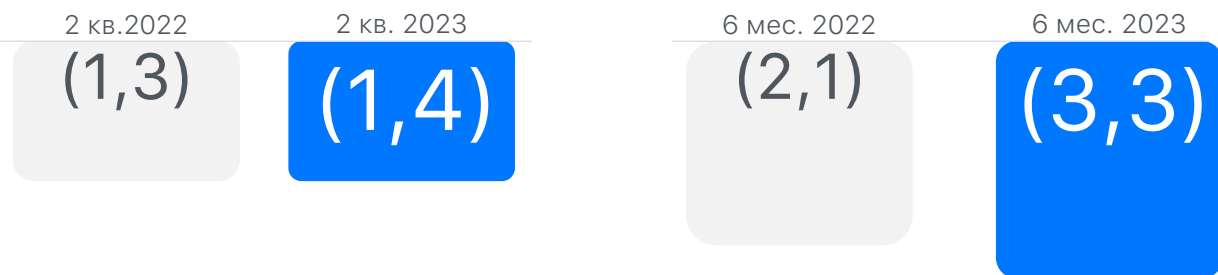 2 кв.2022
2 кв. 2023
6 мес. 2022
6 мес. 2023
(1,3)
(1,4)
(2,1)
(3,3)